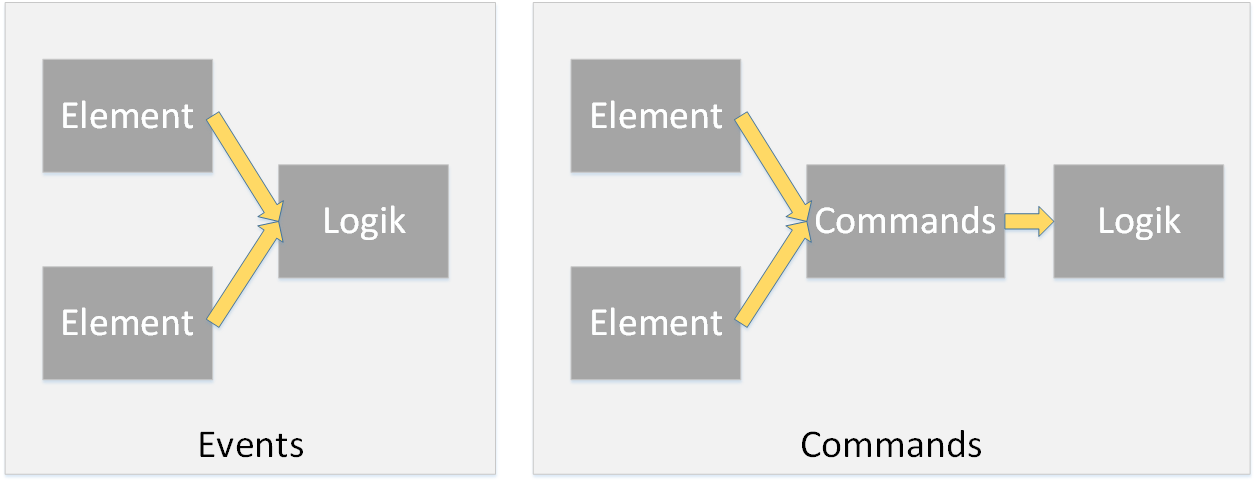 Element
Logik
Element
Events
Element
Commands
Logik
Element
Commands